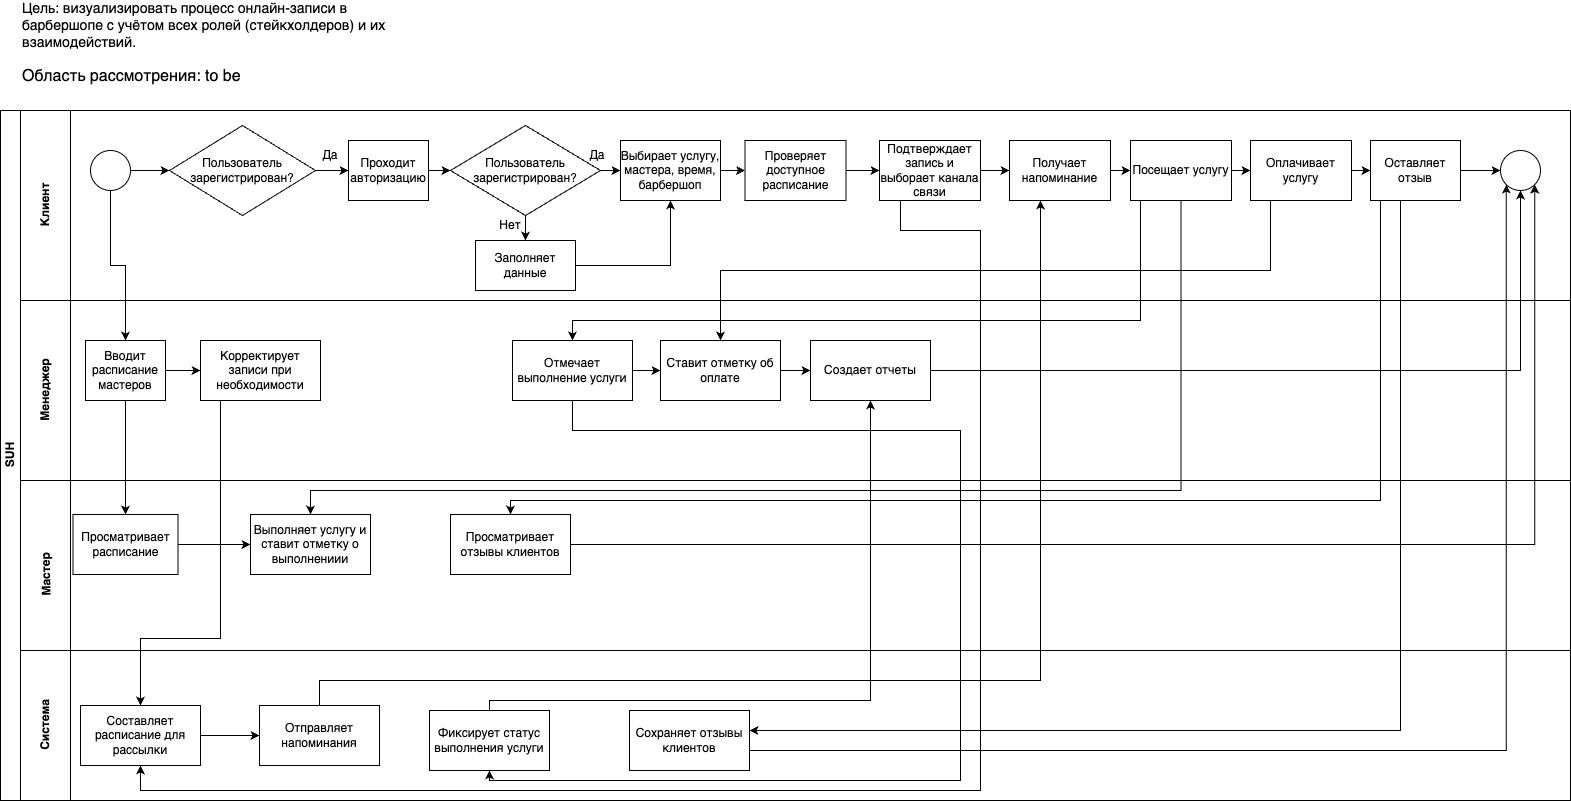 Цель: визуализировать процесс онлайн-записи в
барбершопе с учётом всех ролей (стейкхолдеров) и их
взаимодействий.
Область рассмотрения: to be
SUH
Клиент
Пользователь
зарегистрирован?
Да
Проходит
авторизацию
Пользователь
зарегистрирован?
Да
Нет
Заполняет
данные
Выбирает услугу,
мастера, время,
барбершоп
Проверяет
доступное
расписание
Подтверждает
запись и
выборает канала
связи
Получает
напоминание
Посещает услугу
Оплачивает
услугу
Оставляет
отзыв
Менеджер
Вводит
расписание
мастеров
Корректирует
записи при
необходимости
Отмечает
выполнение услуги
Ставит отметку об
оплате
Создает отчеты
Мастер
Просматривает
расписание
Выполняет услугу и
ставит отметку о
выполнениии
Просматривает
отзывы клиентов
Система
Составляет
расписание для
рассылки
Отправляет
напоминания
Фиксирует статус
выполнения услуги
Сохраняет отзывы
клиентов